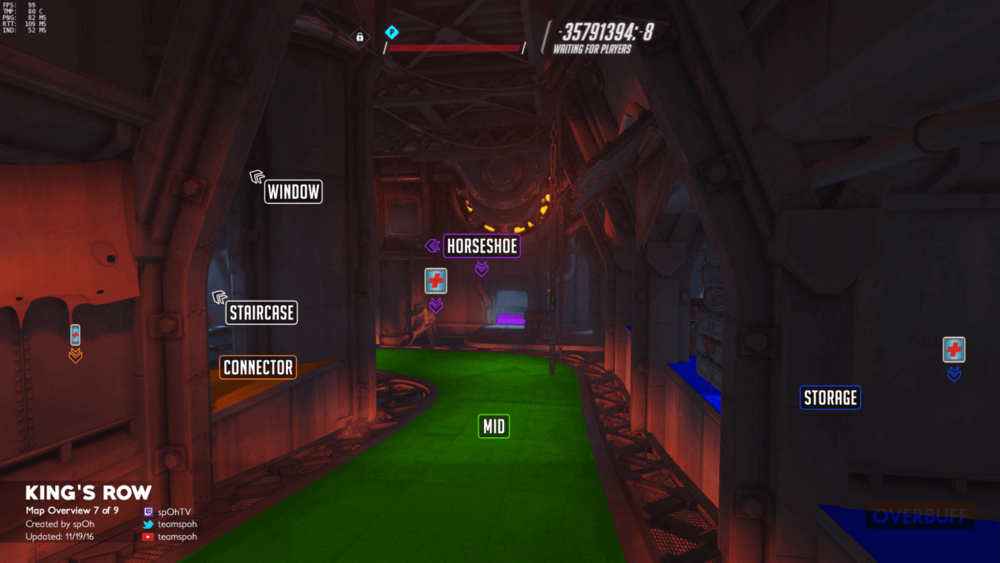 FPS: 99
TMP: 80 C
PNG: 82 MS
RTT: 109 MS
IND: 52 MS
P
-35791394:-8
WAITING FOR PLAYERS
WINDOW
HORSESHOE
STAIRCASE
CONNECTOR
STORAGE
MID
KING'S ROW
Map Overview 7 of 9
Created by spOh
Updated: 11/19/16
spOhTV
teamspoh
teamspoh
OVERBUFF